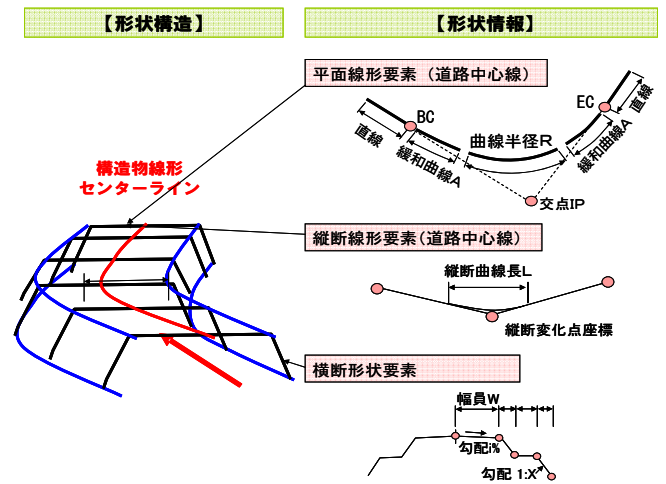 【形状構造】
【形状情報】
平面線形要素（道路中心線）
直線
BC
緩和曲線A
曲線半径R
EC
直線
緩和曲線A
交点IP
構造物線形
センターライン
縦断線形要素（道路中心線）
縦断曲線長L
縦断変化点座標
横断形状要素
幅員W
勾配i%
勾配 1:X